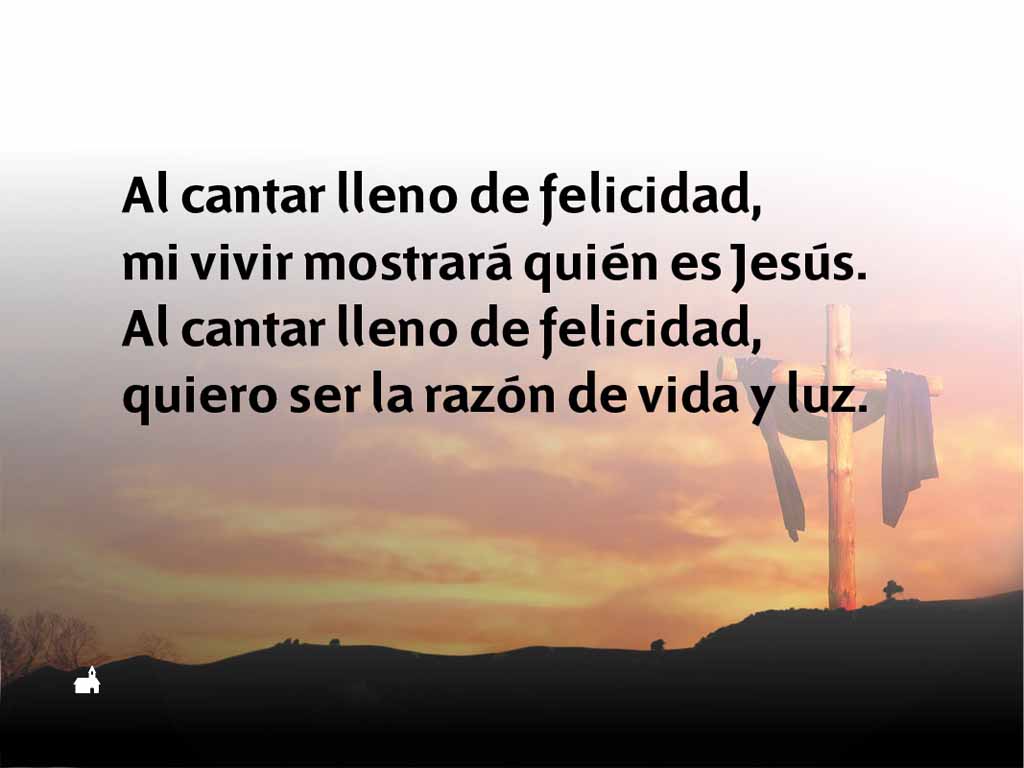 Al cantar lleno de felicidad,
mi vivir mostrará quién es Jesús.
Al cantar lleno de felicidad,
quiero ser la razón de vida y luz.